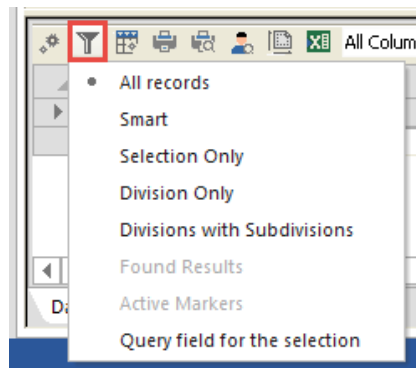 All Colum
All records
Smart
Selection Only
Division Only
Divisions with Subdivisions
Found Results
Active Markers
Query field for the selection